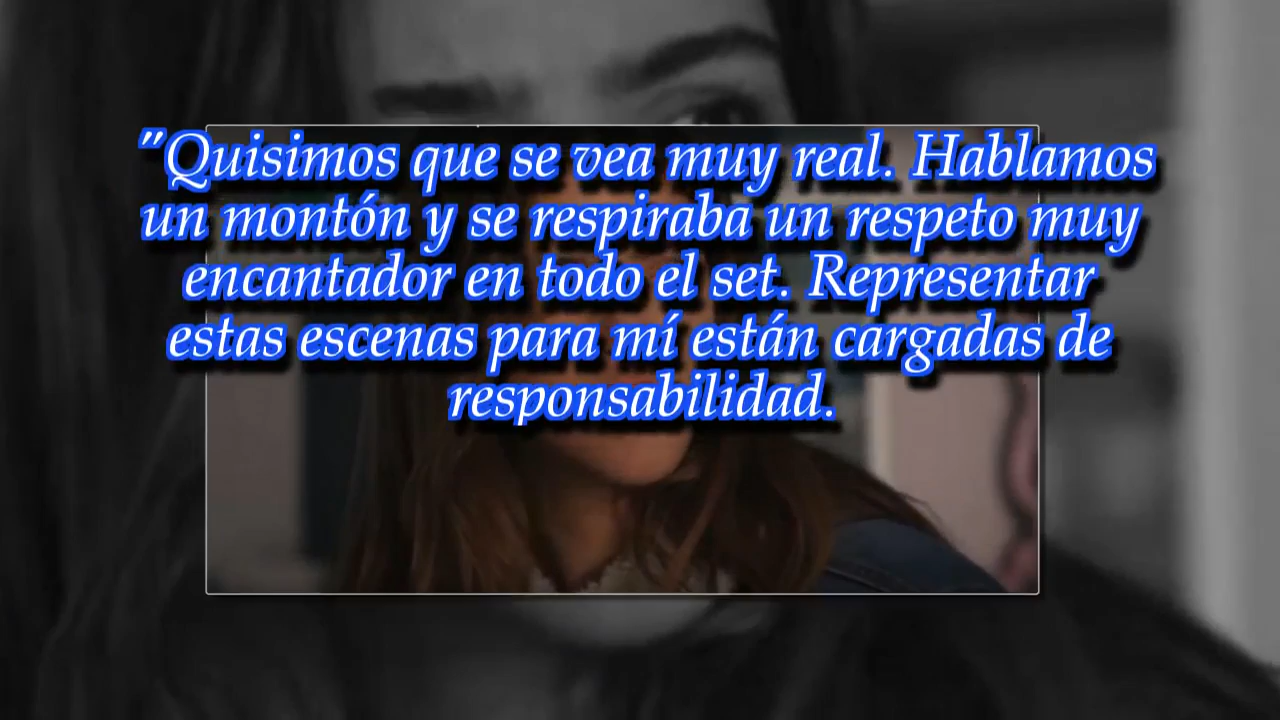 "Quisimos que se vea muy real. Hablamos
un montón y se respiraba un respeto muy
encantador en todo el set. Representar
estas escenas para mí están cargadas de
responsabilidad.